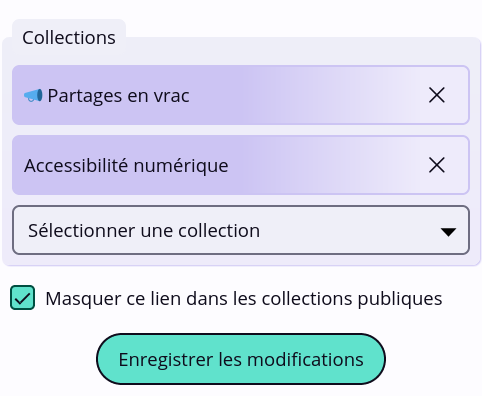 Collections
Partages en vrac
Accessibilité numérique
Sélectionner une collection
Masquer ce lien dans les collections publiques
Enregistrer les modifications